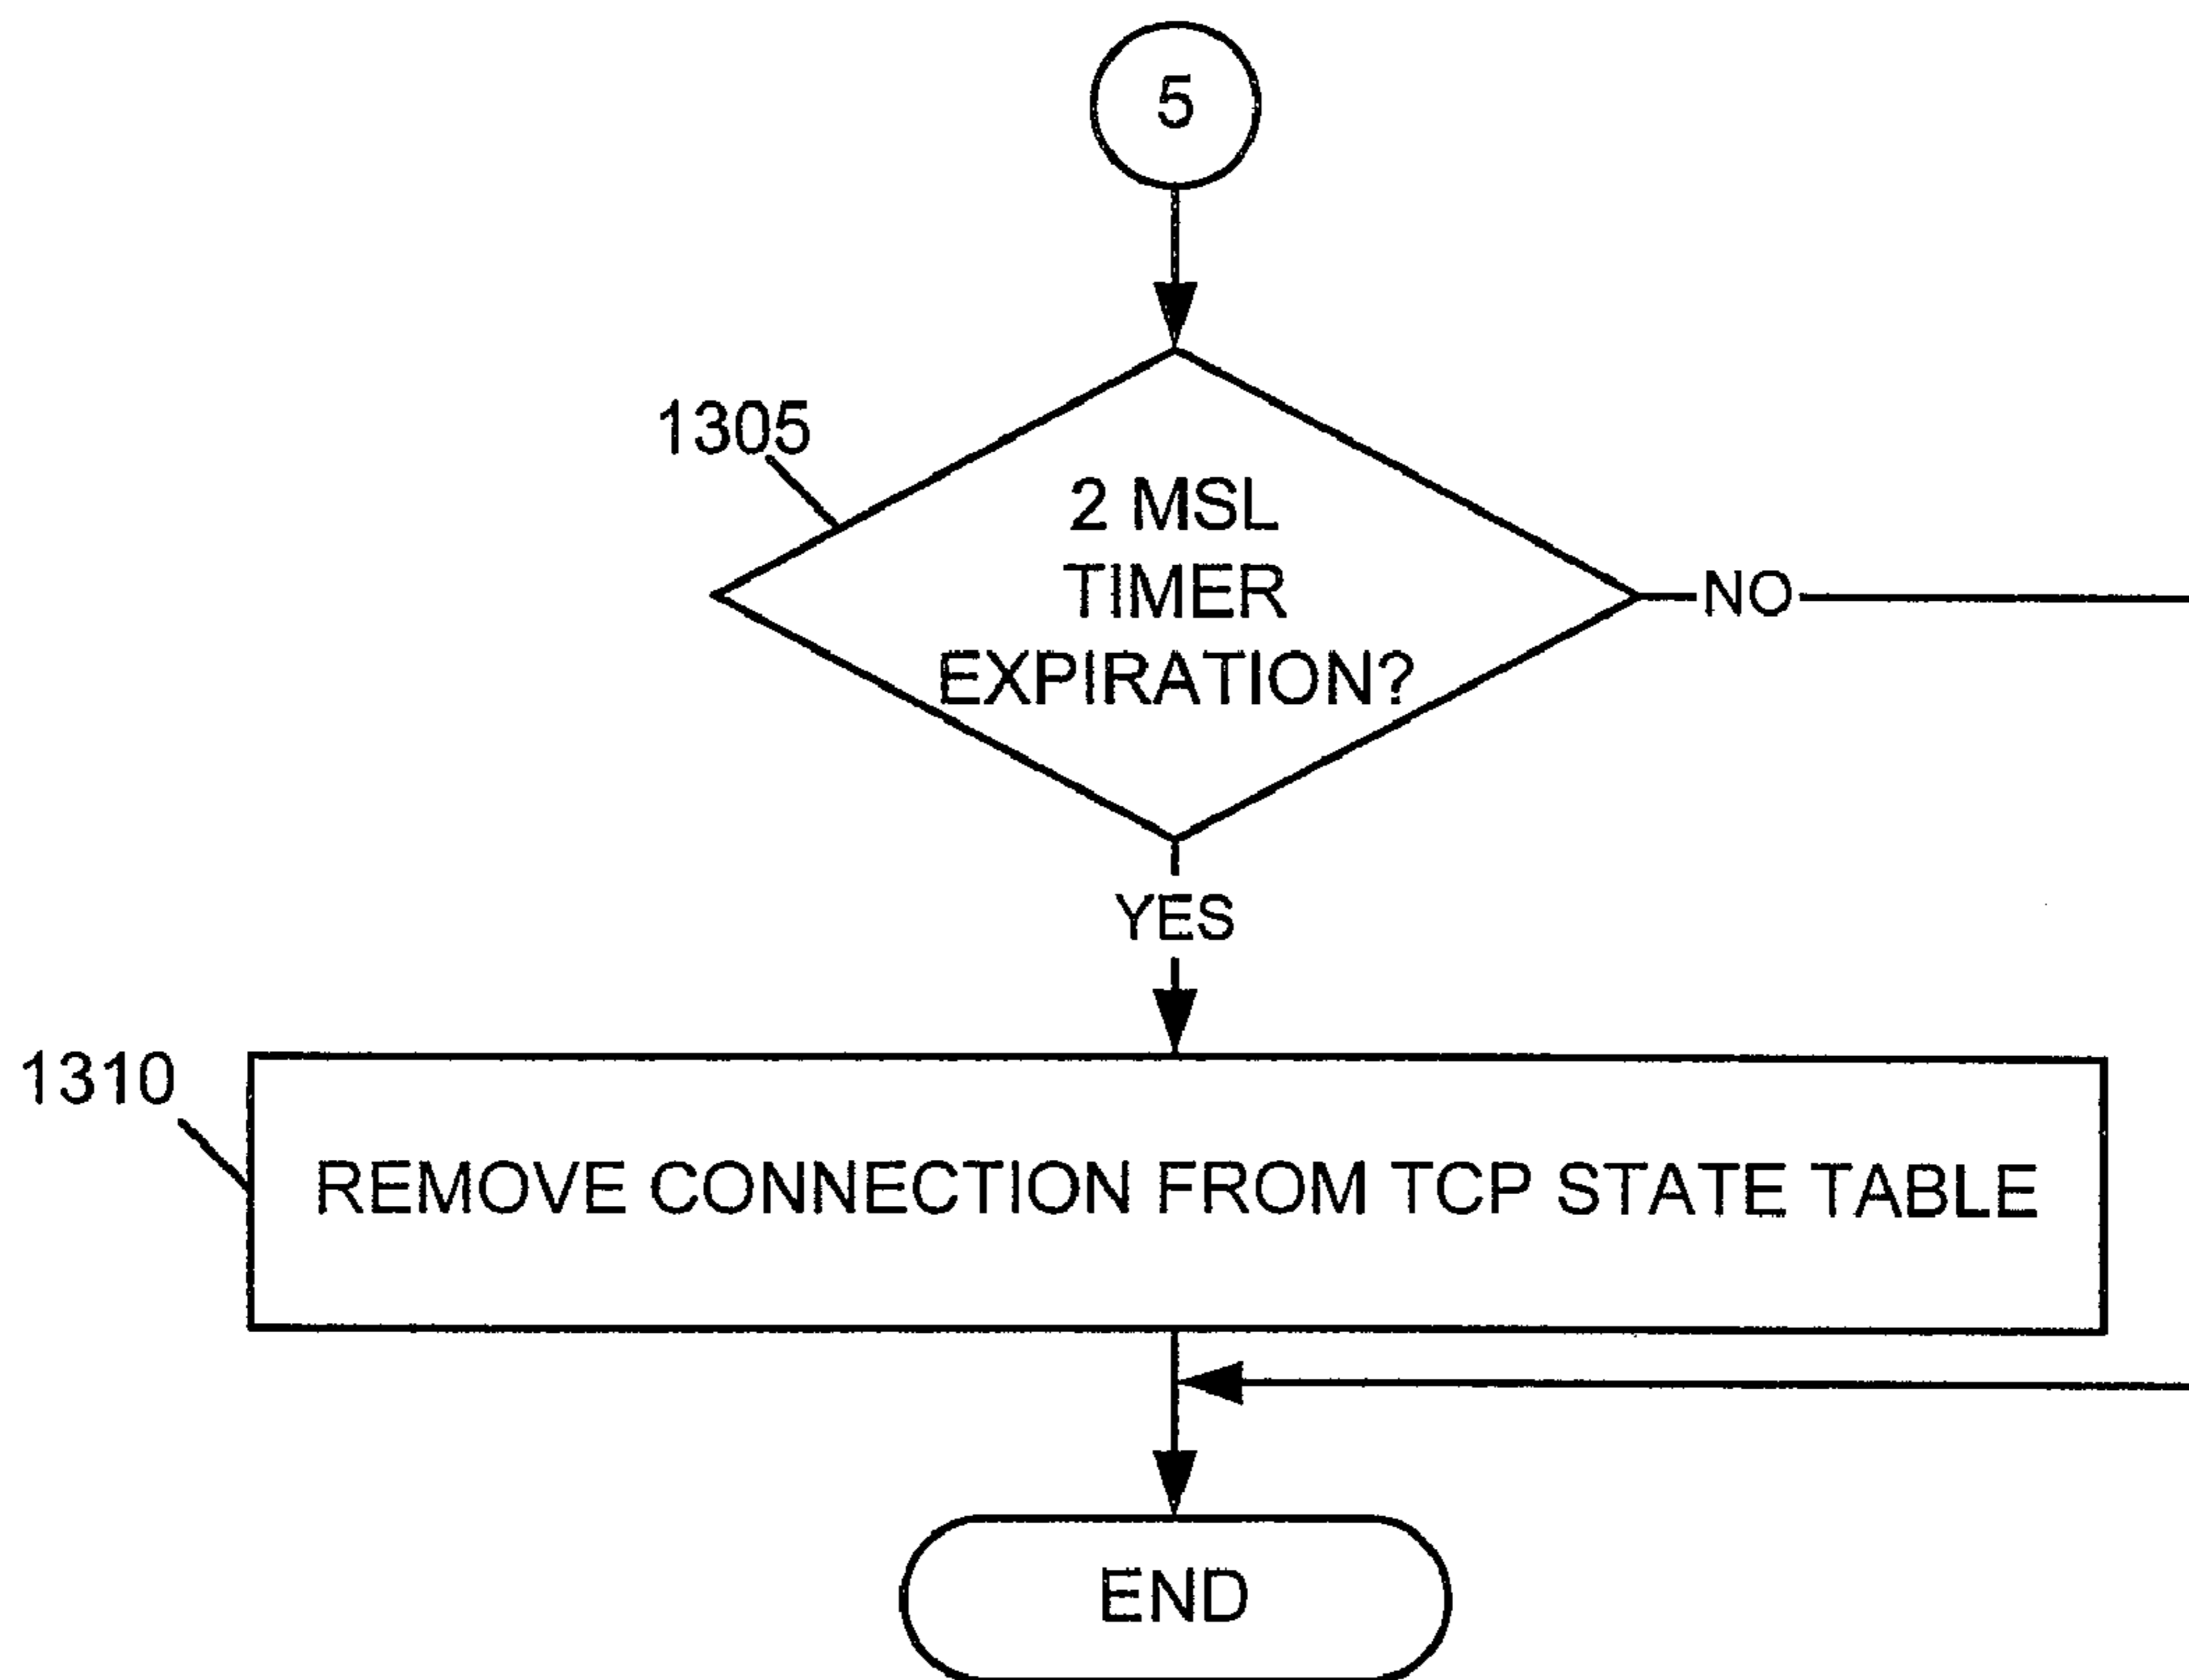 5
1305
2 MSL
TIMER
EXPIRATION?
NO
YES
1310
REMOVE CONNECTION FROM TCP STATE TABLE
END